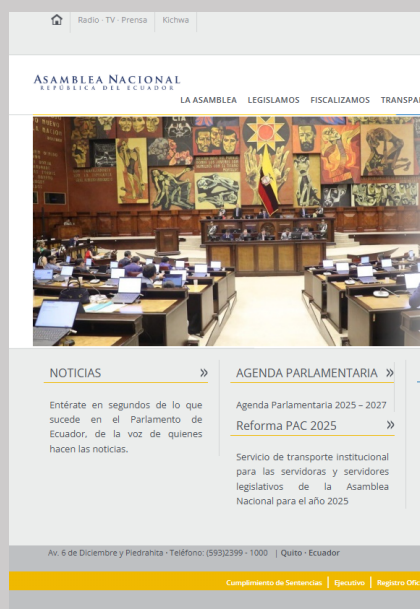 Radio - TV - Prensa
Kichwa
ASAMBLEA NACIONAL
REPÚBLICA DEL ECUADOR
LA ASAMBLEA LEGISLAMOS FISCALIZAMOS TRANSPA
NOTICIAS »
Entérate en segundos de lo que
sucede en el Parlamento de
Ecuador, de la voz de quienes
hacen las noticias.
AGENDA PARLAMENTARIA »
Agenda Parlamentaria 2025 – 2027
Reforma PAC 2025 »
Servicio de transporte institucional
para las servidoras y servidores
legislativos de la Asamblea
Nacional para el año 2025
Av. 6 de Diciembre y Piedrahita - Teléfono: (593)2399 - 1000 | Quito - Ecuador
Cumplimiento de Sentencias | Ejecutivo | Registro Ofic